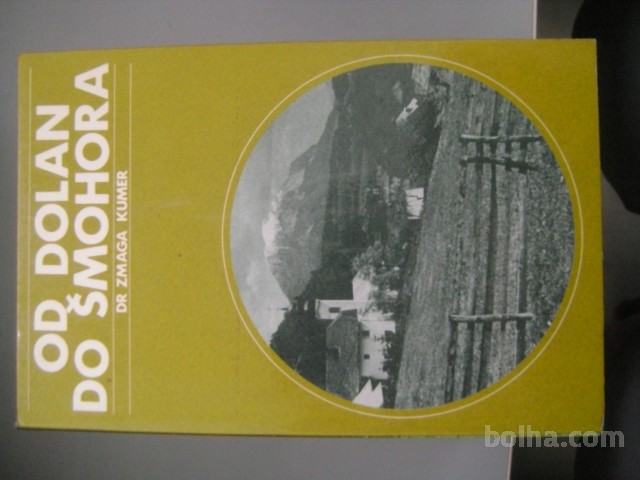 OD DOLAN
DO ŠMOHORA
DR ZMAGA KUMER
bolha.com